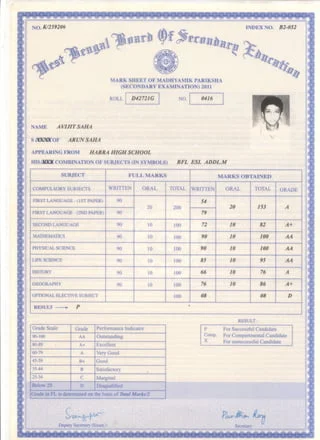 NO. K/259206 INDEX NO. B2-052
West Bengal Board Of Secondary Education
MARK SHEET OF MADHYAMIK PARIKSHA
(SECONDARY EXAMINATION) 2011
ROLL D42721G NO. 0416
NAME AVIJIT SAHA
OF ARUN SAHA
APPEARING FROM HABRA HIGH SCHOOL
HIS COMBINATION OF SUBJECTS (IN SYMBOLS) BFL ESL ADDL.M
SUBJECT FULL MARKS MARKS OBTAINED
COMPULSORY SUBJECTS WRITTEN ORAL TOTAL WRITTEN ORAL TOTAL GRADE
FIRST LANGUAGE - (1ST PAPER) 90 20 200 54 20 153 A
FIRST LANGUAGE - (2ND PAPER) 90 79
SECOND LANGUAGE 90 10 100 72 10 82 A+
MATHEMATICS 90 10 100 90 10 100 AA
PHYSICAL SCIENCE 90 10 100 90 10 100 AA
LIFE SCIENCE 90 10 100 85 10 95 AA
HISTORY 90 10 100 66 10 76 A
GEOGRAPHY 90 10 100 76 10 86 A+
OPTIONAL ELECTIVE SUBJECT 100 08 08 D
RESULT P
Grade Scale Grade Performance Indicator
90-100 AA Outstanding
80-89 A+ Excellent
60-79 A Very Good
45-59 B+ Good
35-44 B Satisfactory
25-34 C Marginal
Below 25 D Disqualified
Grade in FL is determined on the basis of Total Marks/2
RESULT
P For Successful Candidate
Comp. For Compartmental Candidate
X For unsuccessful Candidate
Deputy Secretary
Secretary